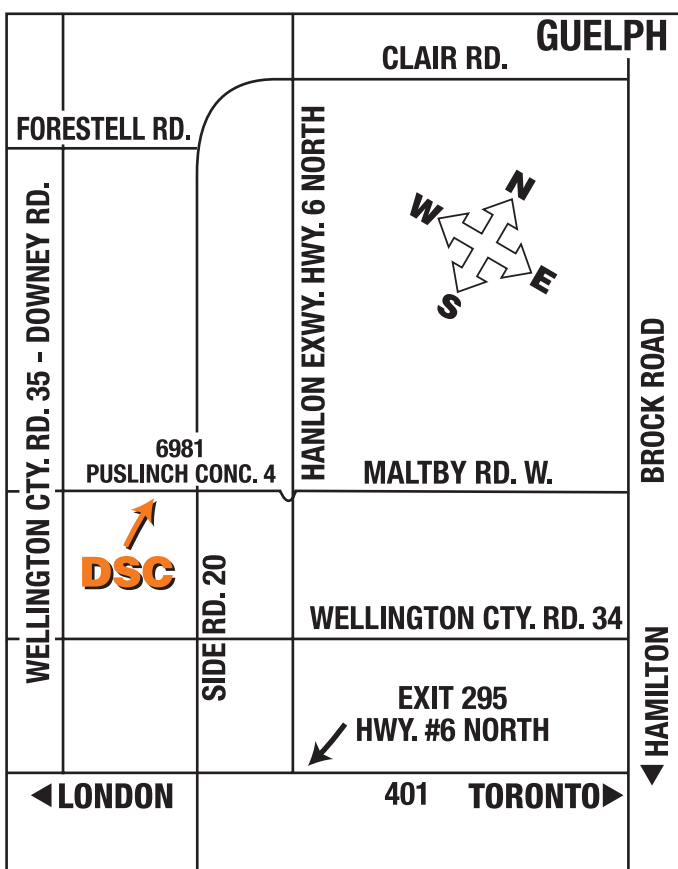 GUELPH
CLAIR RD.
FORESTELL RD.
HANLON EXWY. HWY. 6 NORTH
N
W
E
S
WELLINGTON CTY. RD. 35 - DOWNEY RD.
BROCK ROAD
6981
PUSLINCH CONC. 4
MALTBY RD. W.
DSC
SIDE RD. 20
WELLINGTON CTY. RD. 34
HAMILTON
EXIT 295
HWY. #6 NORTH
LONDON
401
TORONTO